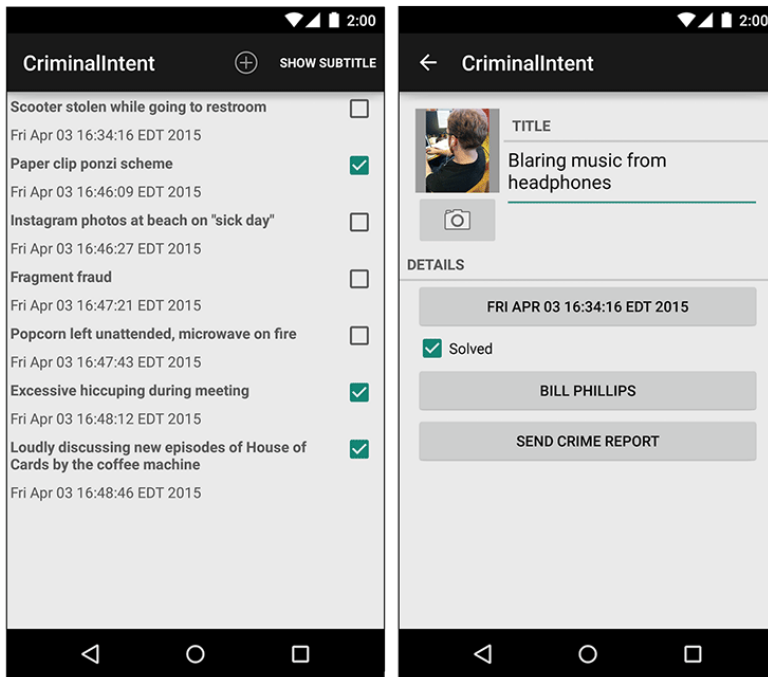 2:00
CriminalIntent
SHOW SUBTITLE
Scooter stolen while going to restroom
Fri Apr 03 16:34:16 EDT 2015
Paper clip ponzi scheme
Fri Apr 03 16:46:09 EDT 2015
Instagram photos at beach on "sick day"
Fri Apr 03 16:46:27 EDT 2015
Fragment fraud
Fri Apr 03 16:47:21 EDT 2015
Popcorn left unattended, microwave on fire
Fri Apr 03 16:47:43 EDT 2015
Excessive hiccuping during meeting
Fri Apr 03 16:48:12 EDT 2015
Loudly discussing new episodes of House of
Cards by the coffee machine
Fri Apr 03 16:48:46 EDT 2015
2:00
CriminalIntent
TITLE
Blaring music from
headphones
DETAILS
FRI APR 03 16:34:16 EDT 2015
Solved
BILL PHILLIPS
SEND CRIME REPORT